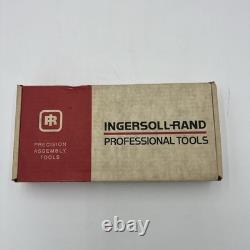 IR
PRECISION
ASSEMBLY
TOOLS
INGERSOLL-RAND
PROFESSIONAL TOOLS